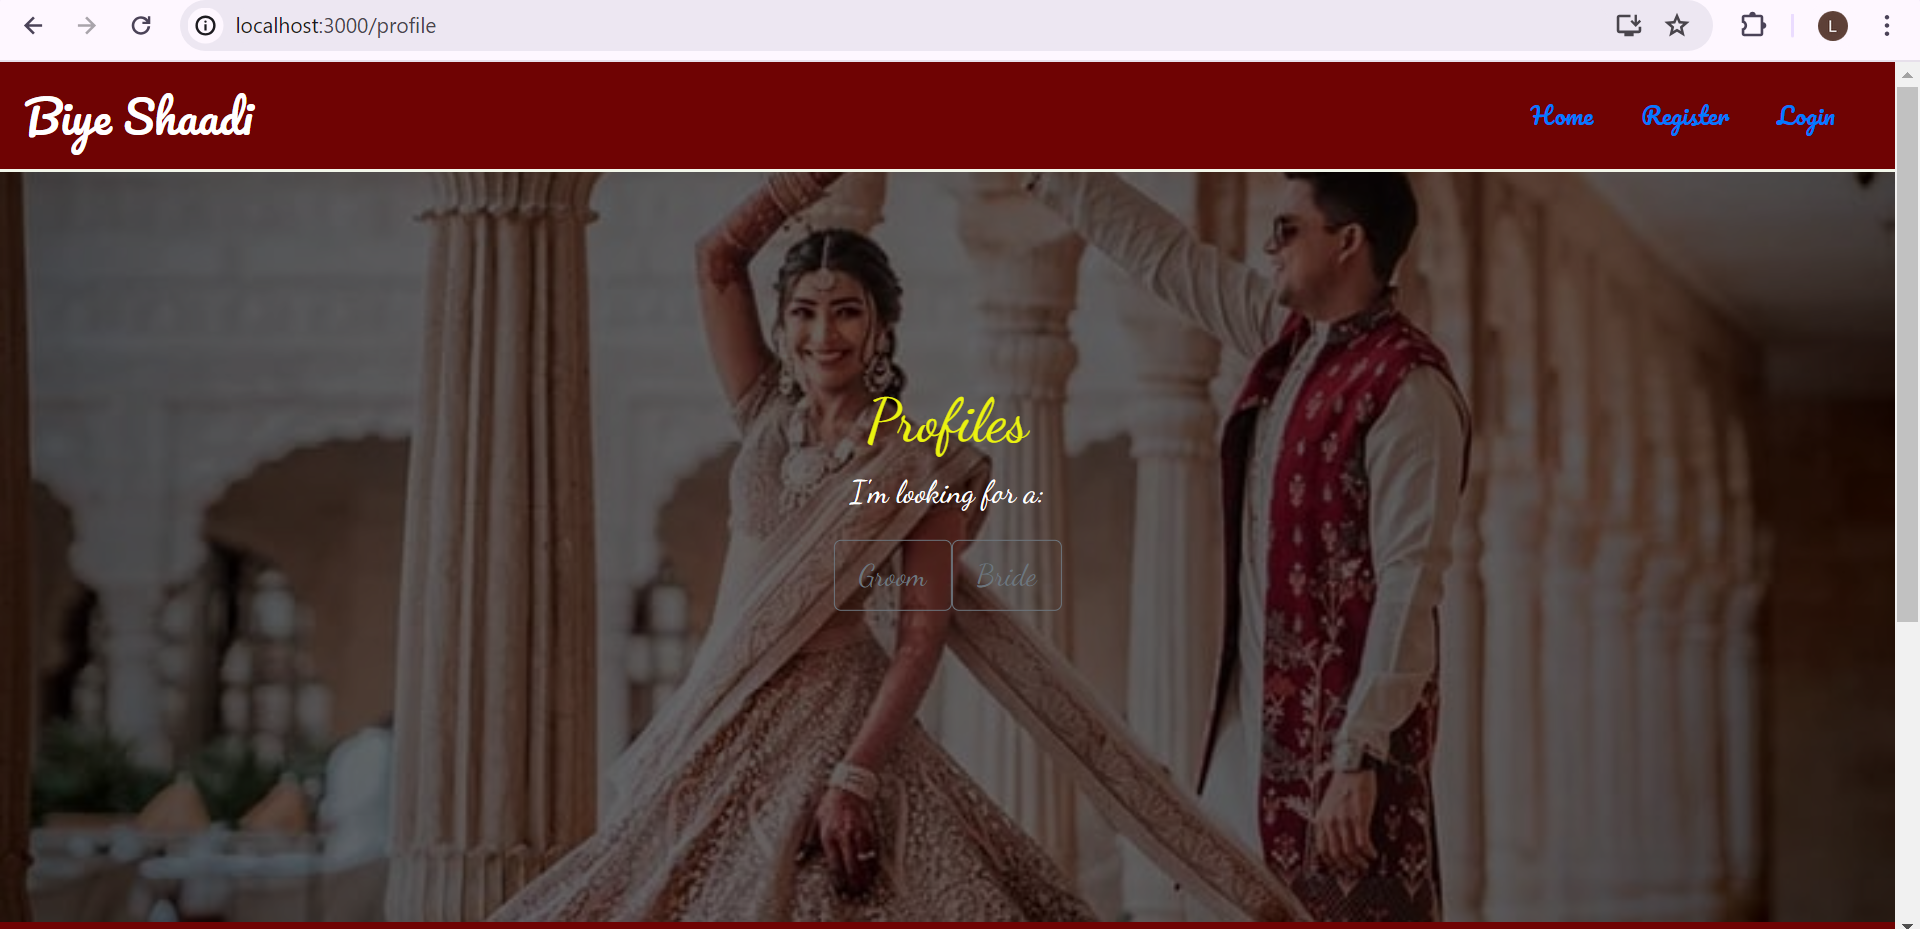 localhost:3000/profile
L
Biye Shaadi
Home Register Login
Profiles
I'm looking for a:
Groom Bride